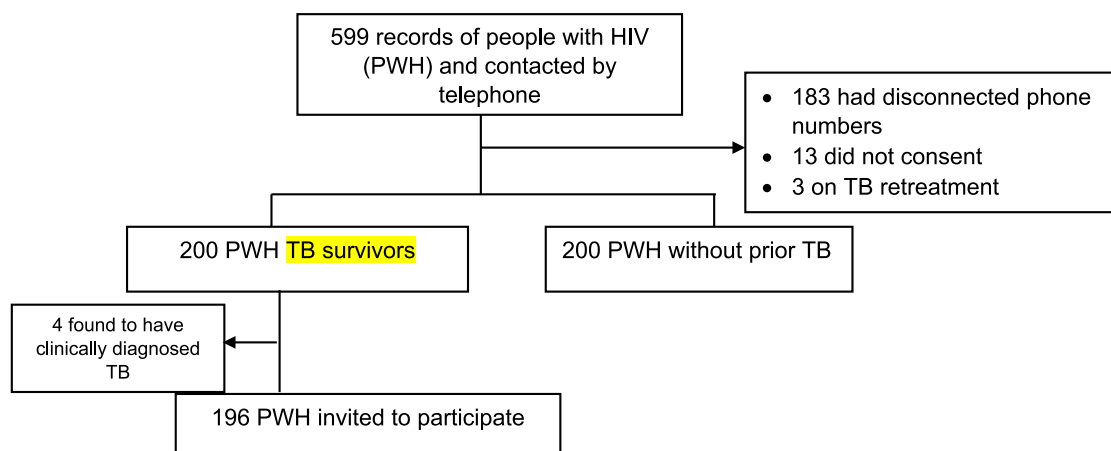 599 records of people with HIV
(PWH) and contacted by
telephone
• 183 had disconnected phone
numbers
• 13 did not consent
• 3 on TB retreatment
200 PWH TB survivors
200 PWH without prior TB
4 found to have
clinically diagnosed
TB
196 PWH invited to participate